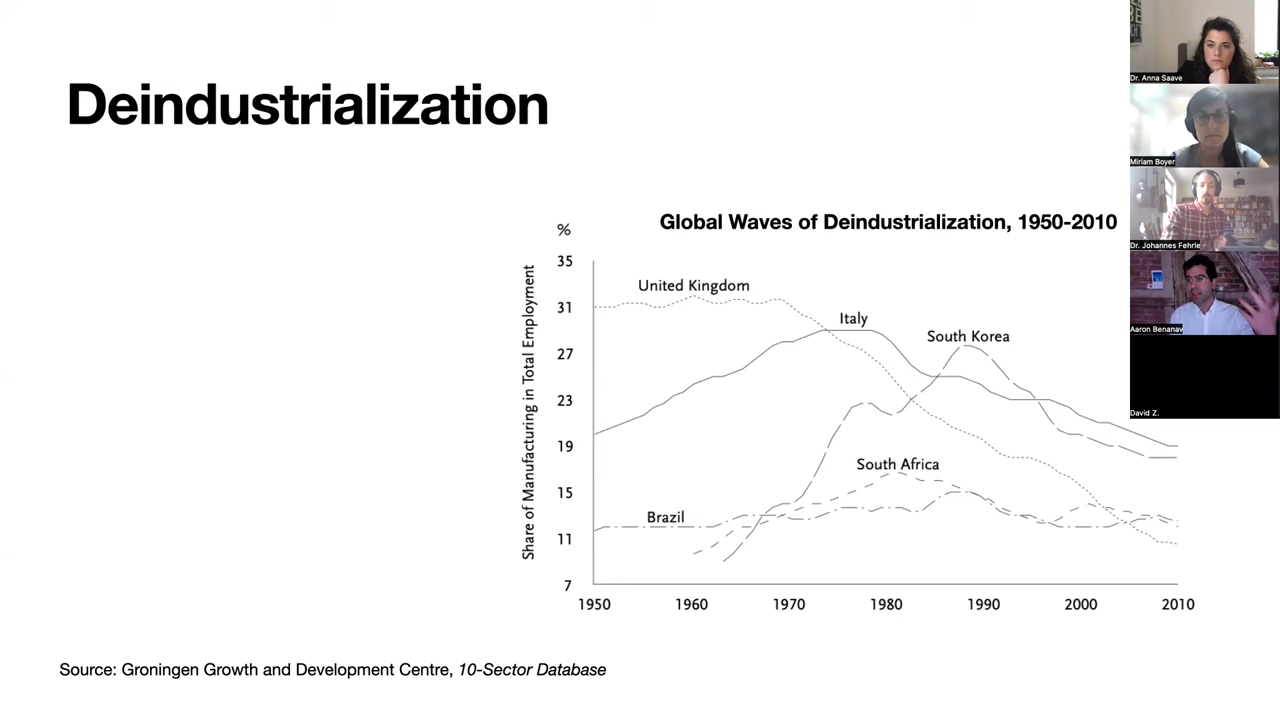 Deindustrialization
Global Waves of Deindustrialization, 1950-2010
%
Share of Manufacturing in Total Employment
35
31
27
23
19
15
11
7
United Kingdom
Italy
South Korea
South Africa
Brazil
1950 1960 1970 1980 1990 2000 2010
Source: Groningen Growth and Development Centre, 10-Sector Database
Dr. Anna Saave
Miriam Boyer
Dr. Johannes Fehrle
Aaron Benanav
David Z.